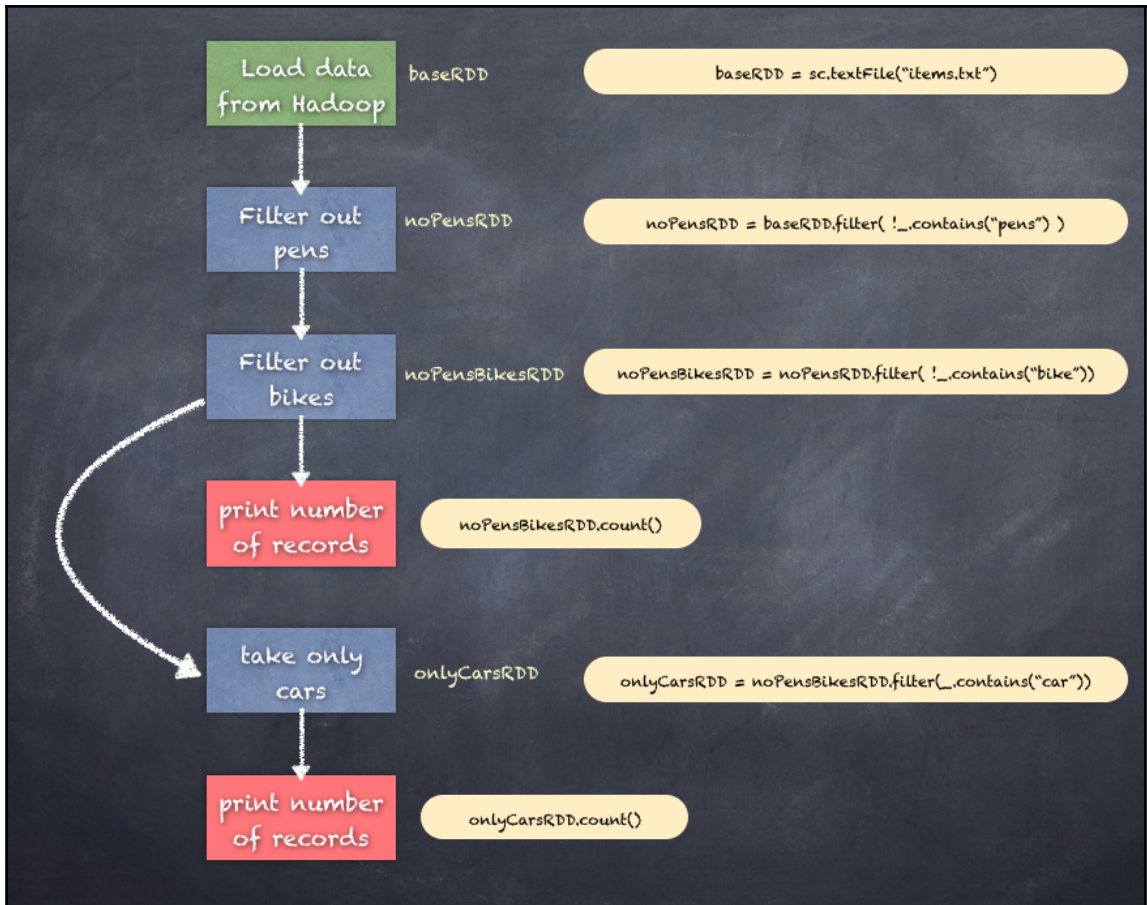 Load data
from Hadoop
baseRDD
baseRDD = sc.textFile(“items.txt”)
Filter out
pens
noPensRDD
noPensRDD = baseRDD.filter( !_.contains(“pens”) )
Filter out
bikes
noPensBikesRDD
noPensBikesRDD = noPensRDD.filter( !_.contains(“bike”))
print number
of records
noPensBikesRDD.count()
take only
cars
onlyCarsRDD
onlyCarsRDD = noPensBikesRDD.filter(_.contains(“car”))
print number
of records
onlyCarsRDD.count()